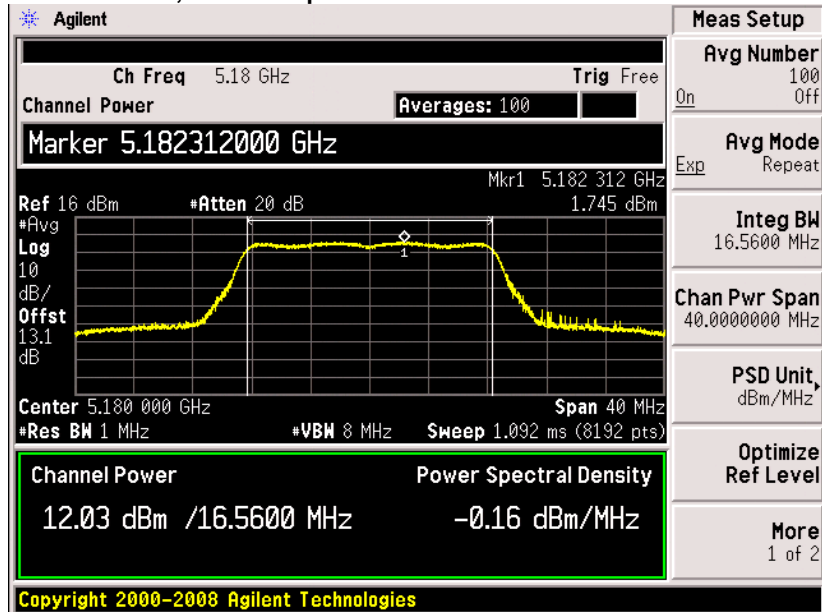 Agilent
Meas Setup
Ch Freq 5.18 GHz Trig Free
Channel Power Averages: 100
Marker 5.182312000 GHz
Mkr1 5.182 312 GHz
Ref 16 dBm #Atten 20 dB 1.745 dBm
#Avg
Log
10
dB/
Offst
13.1
dB
1
Center 5.180 000 GHz Span 40 MHz
#Res BW 1 MHz #VBW 8 MHz Sweep 1.092 ms (8192 pts)
Channel Power Power Spectral Density
12.03 dBm /16.5600 MHz -0.16 dBm/MHz
Avg Number
100
On Off
Avg Mode
Exp Repeat
Integ BW
16.5600 MHz
Chan Pwr Span
40.0000000 MHz
PSD Unit
dBm/MHz
Optimize
Ref Level
More
1 of 2
Copyright 2000-2008 Agilent Technologies